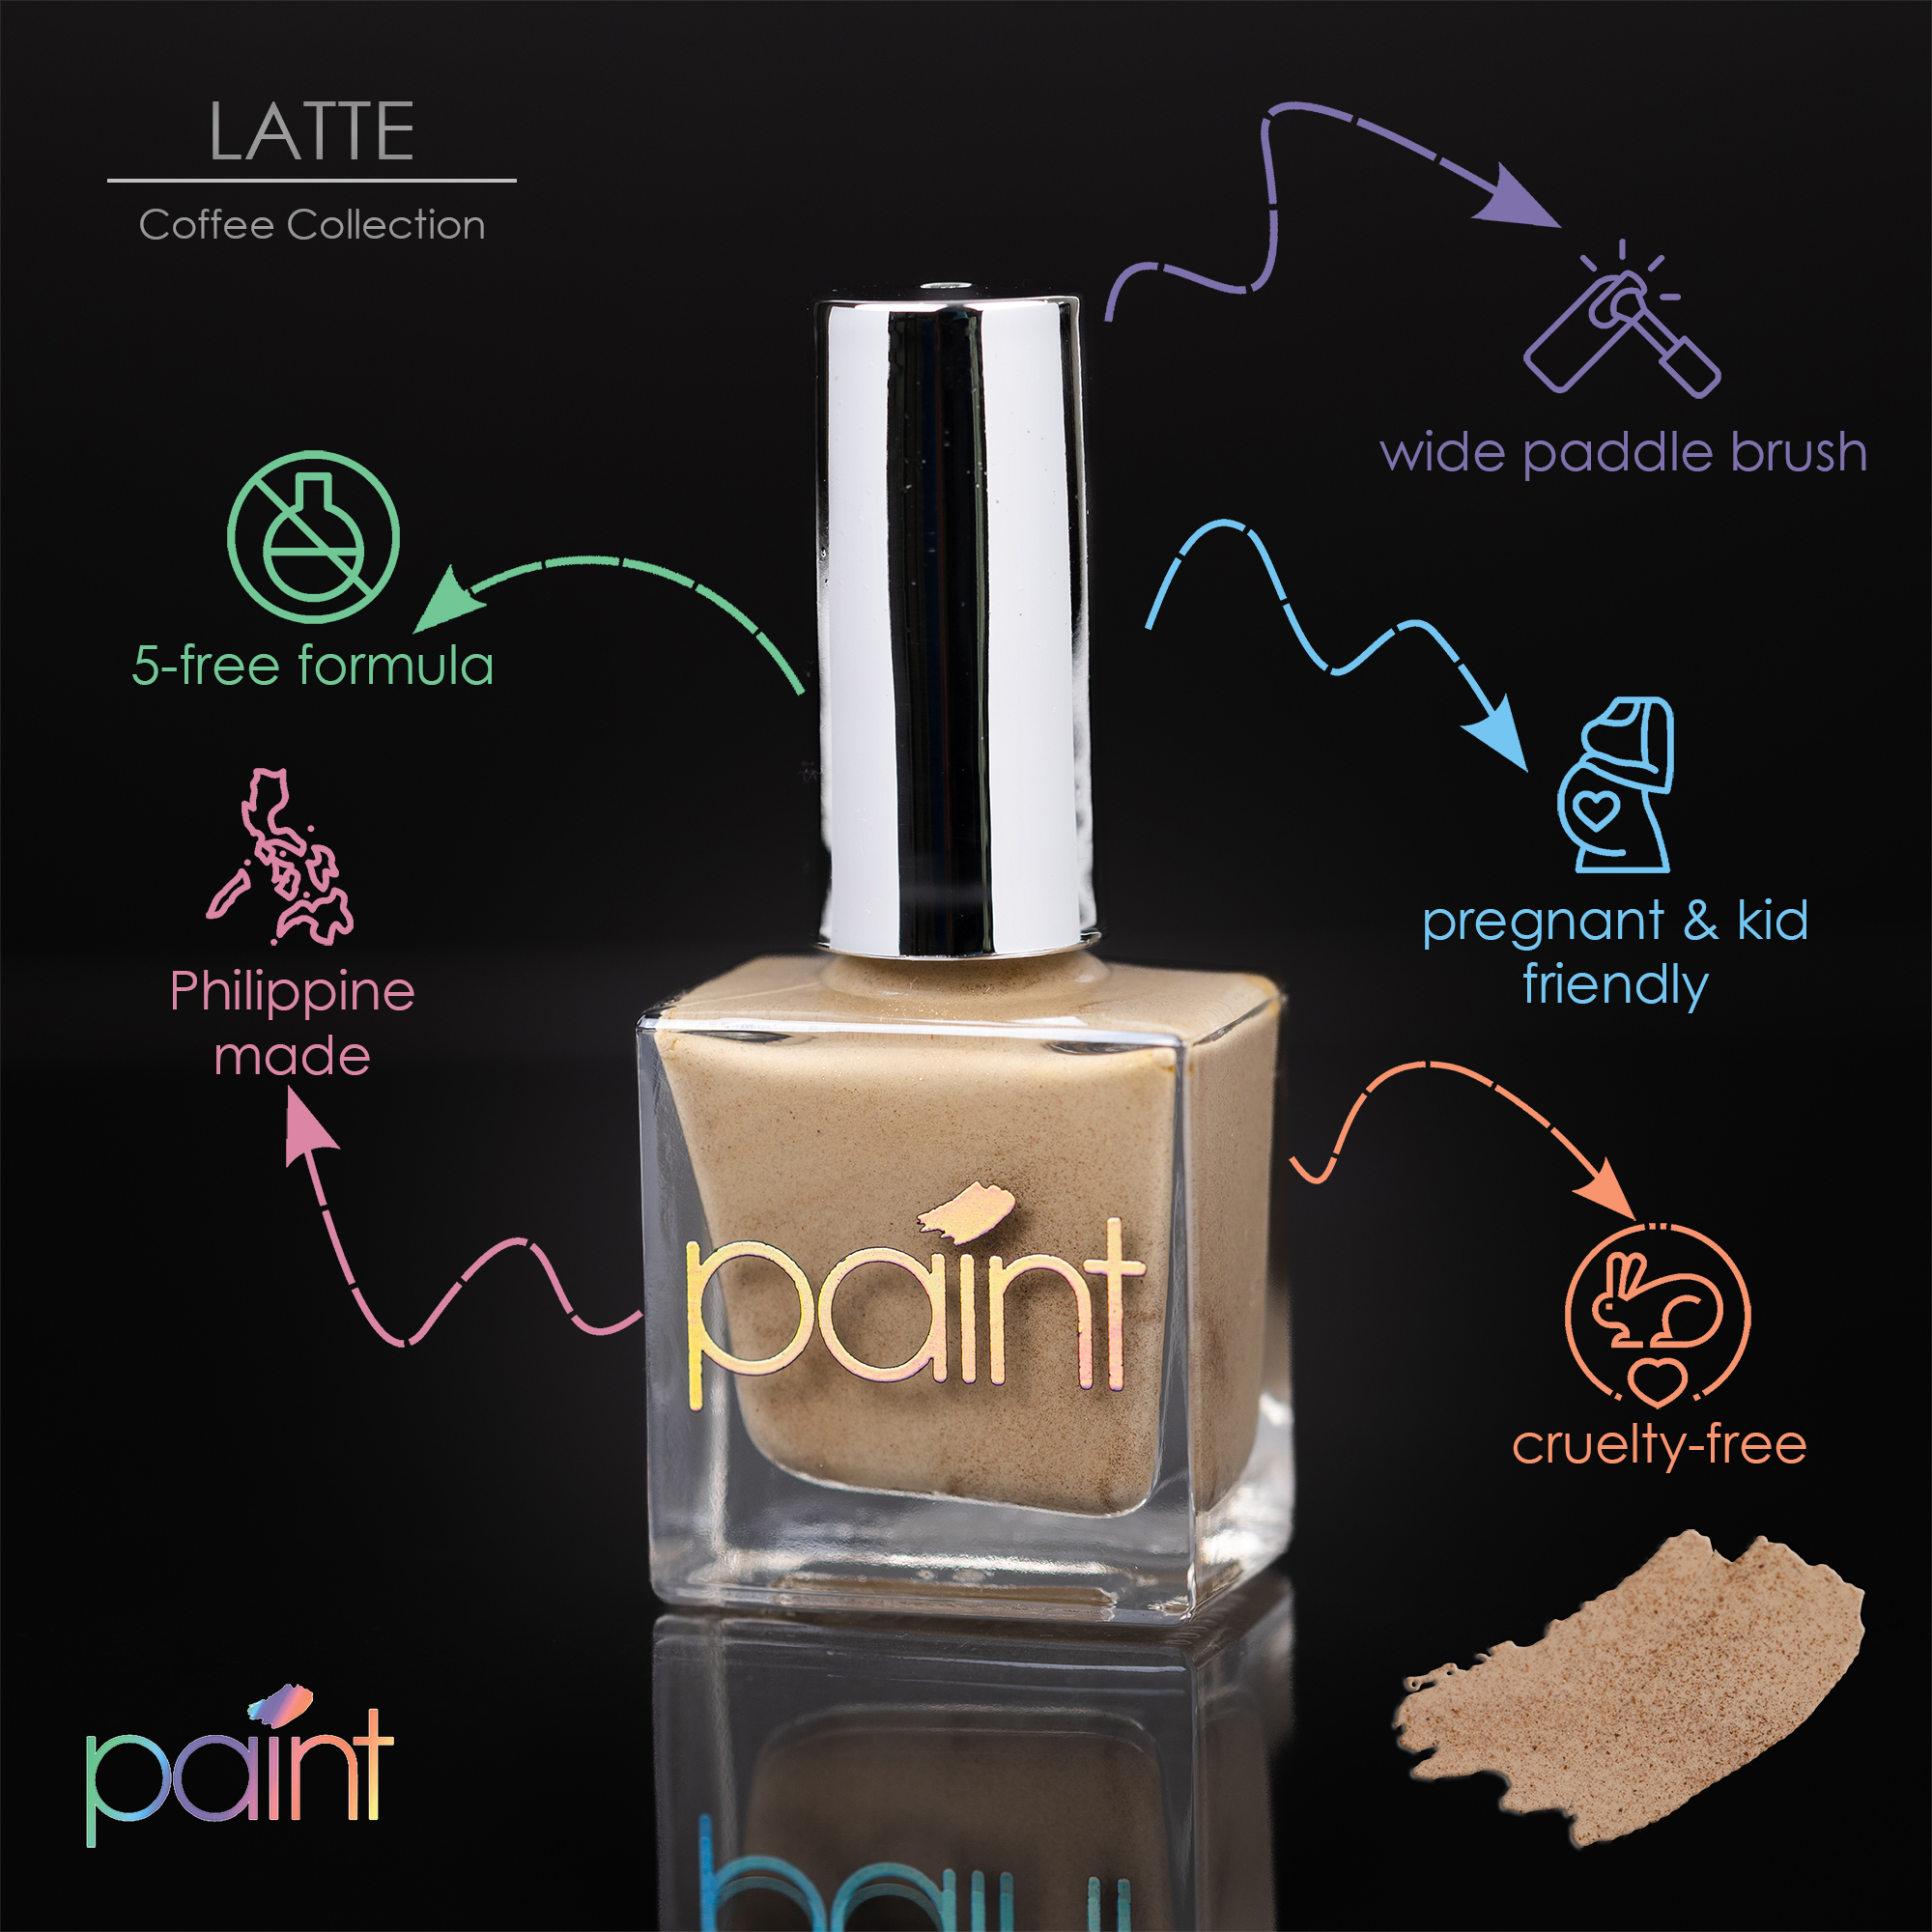 LATTE
Coffee Collection
wide paddle brush
5-free formula
pregnant & kid
friendly
Philippine
made
paint
cruelty-free
paint